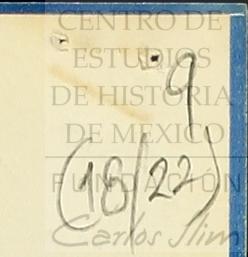 CENTRO DE
ESTUDIOS
9
DE HISTORIA
DE MEXICO
(18/22)
FUNDACIÓN
Carlos Slim